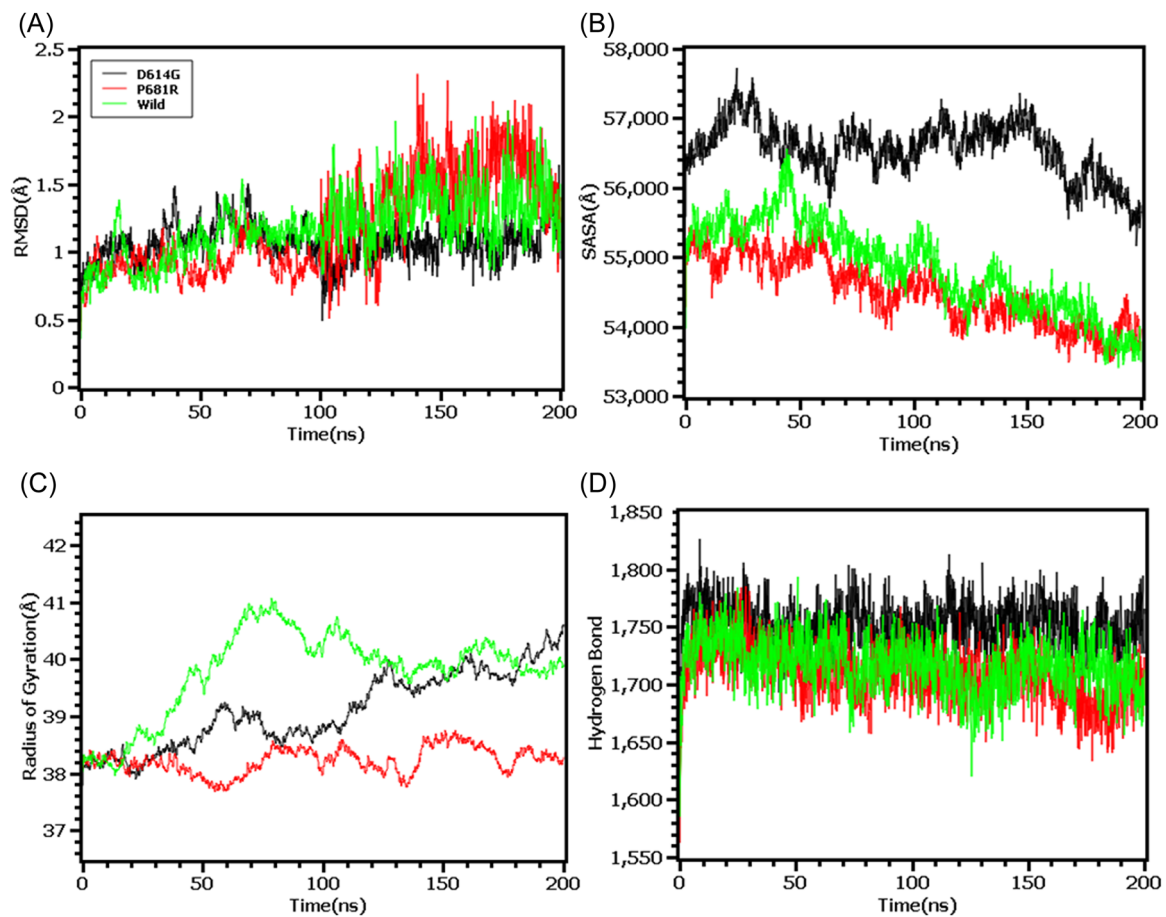 (A)
2.5
2
1.5
1
0.5
0
RMSD(Å)
D614G
P681R
Wild
0 50 100 150 200
Time(ns)
(B)
58,000
57,000
56,000
55,000
54,000
53,000
SASA(Å)
0 50 100 150 200
Time(ns)
(C)
42
41
40
39
38
37
Radius of Gyration(Å)
0 50 100 150 200
Time(ns)
(D)
1,850
1,800
1,750
1,700
1,650
1,600
1,550
Hydrogen Bond
0 50 100 150 200
Time(ns)